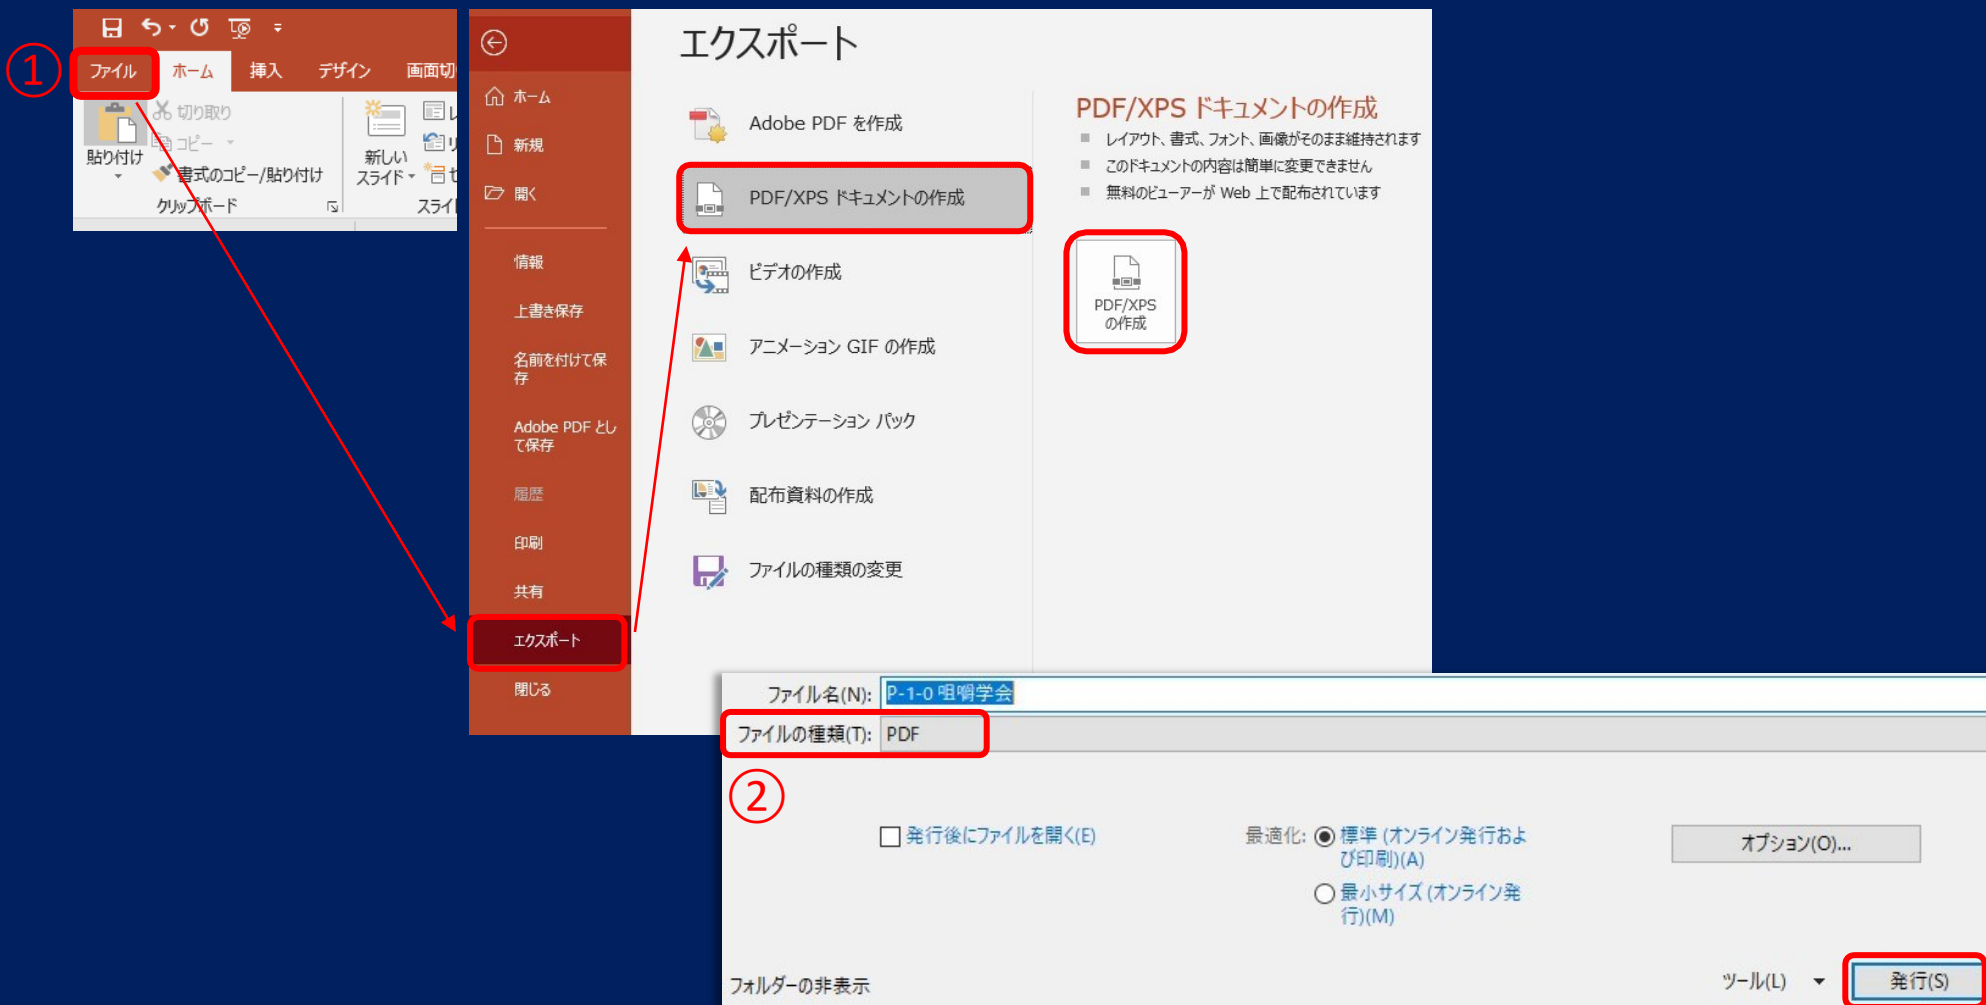 ①
ファイル
ホーム
挿入
デザイン
画面切
切り取り
コピー
貼り付け
書式のコピー/貼り付け
クリップボード
新しい
スライド
スライ
ホーム
新規
開く
情報
上書き保存
名前を付けて保
存
Adobe PDF とし
て保存
履歴
印刷
共有
エクスポート
閉じる
エクスポート
Adobe PDF を作成
PDF/XPS ドキュメントの作成
ビデオの作成
アニメーション GIF の作成
プレゼンテーション パック
配布資料の作成
ファイルの種類の変更
PDF/XPS ドキュメントの作成
レイアウト、書式、フォント、画像がそのまま維持されます
このドキュメントの内容は簡単に変更できません
無料のビューアーが Web 上で配布されています
PDF/XPS
の作成
ファイル名(N): P-1-0 咀嚼学会
ファイルの種類(T): PDF
②
発行後にファイルを開く(E)
最適化: 標準 (オンライン発行およ
び印刷)(A)
最小サイズ (オンライン発
行)(M)
オプション(O)...
フォルダーの非表示
ツール(L)
発行(S)